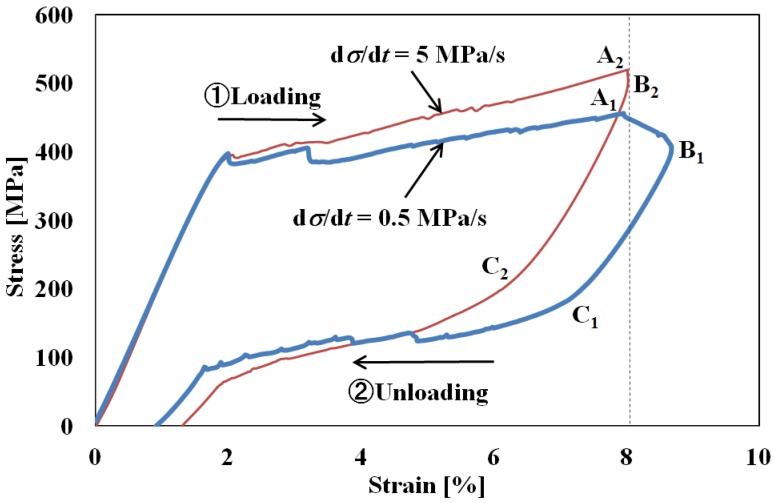 600
500
400
300
200
100
0
Stress [MPa]
dσ/dt = 5 MPa/s
A₂
①Loading
B₂
A₁
B₁
dσ/dt = 0.5 MPa/s
C₂
C₁
②Unloading
0 2 4 6 8 10
Strain [%]